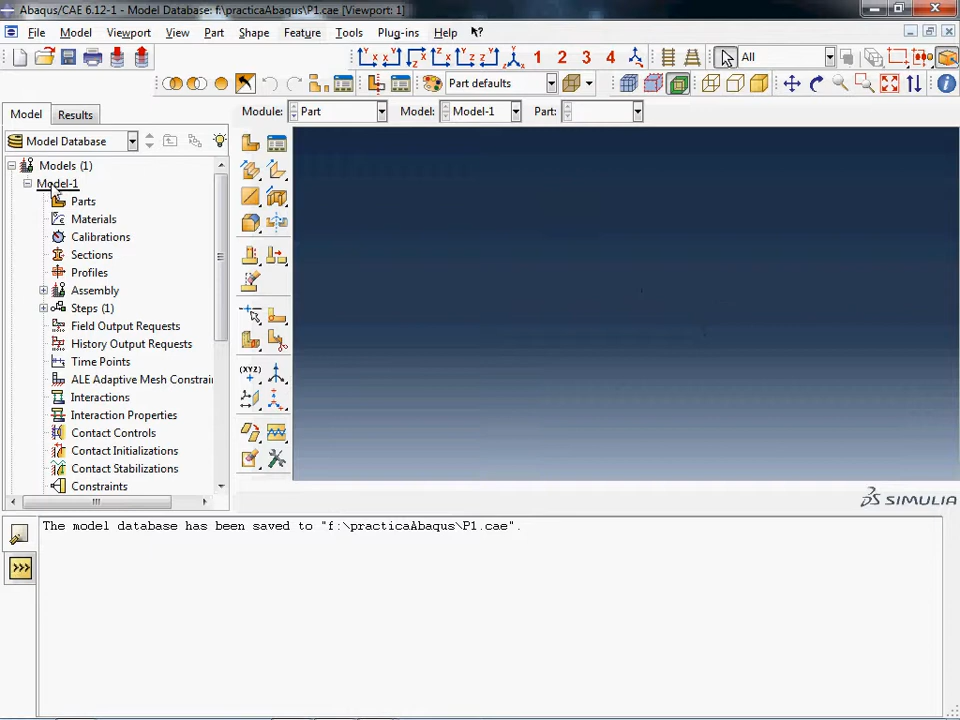 Abaqus/CAE 6.12-1 - Model Database: f:\practicaAbaqus\P1.cae [Viewport: 1]
File Model Viewport View Part Shape Feature Tools Plug-ins Help ?
1 2 3 4 All
Part defaults
Model Results Module: Part Model: Model-1 Part:
Model Database
Models (1)
Model-1
Parts
Materials
Calibrations
Sections
Profiles
Assembly
Steps (1)
Field Output Requests
History Output Requests
Time Points
ALE Adaptive Mesh Constrai
Interactions
Interaction Properties
Contact Controls
Contact Initializations
Contact Stabilizations
Constraints
(XYZ)
SIMULIA
The model database has been saved to "f:\practicaAbaqus\P1.cae".
>>>